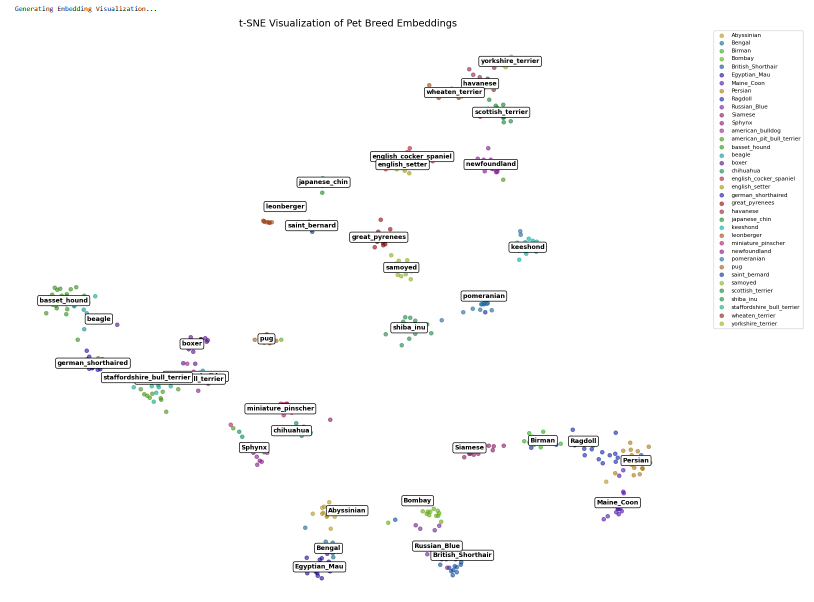 Generating Embedding Visualization...
t-SNE Visualization of Pet Breed Embeddings
yorkshire_terrier
havanese
wheaten_terrier
scottish_terrier
english_cocker_spaniel
english_setter
newfoundland
japanese_chin
leonberger
saint_bernard
great_pyrenees
keeshond
samoyed
pomeranian
basset_hound
beagle
shiba_inu
pug
boxer
german_shorthaired
staffordshire_bull_terrier
ll_terrier
miniature_pinscher
chihuahua
Sphynx
Siamese
Birman
Ragdoll
Persian
Maine_Coon
Bombay
Abyssinian
Russian_Blue
Bengal
British_Shorthair
Egyptian_Mau
Abyssinian
Bengal
Birman
Bombay
British_Shorthair
Egyptian_Mau
Maine_Coon
Persian
Ragdoll
Russian_Blue
Siamese
Sphynx
american_bulldog
american_pit_bull_terrier
basset_hound
beagle
boxer
chihuahua
english_cocker_spaniel
english_setter
german_shorthaired
great_pyrenees
havanese
japanese_chin
keeshond
leonberger
miniature_pinscher
newfoundland
pomeranian
pug
saint_bernard
samoyed
scottish_terrier
shiba_inu
staffordshire_bull_terrier
wheaten_terrier
yorkshire_terrier